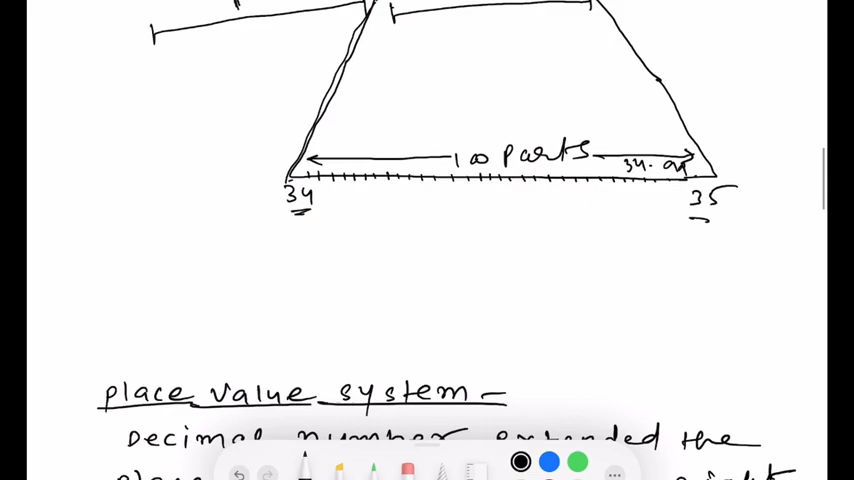 100 parts
34.99
34 35
place value system -
Decimal number extended the